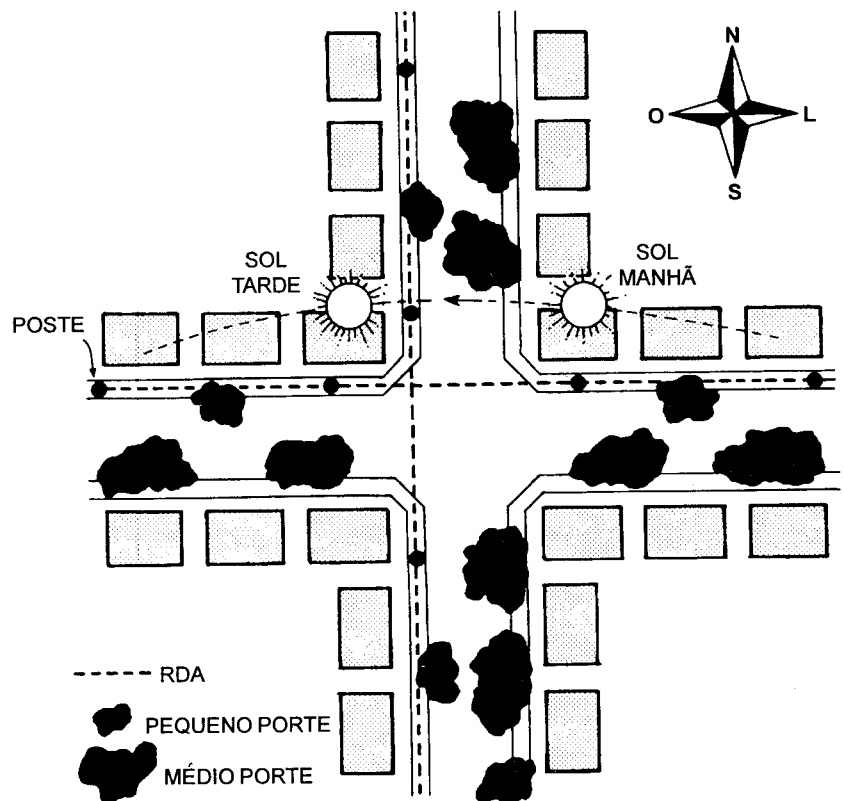 N
O
L
S
SOL
TARDE
SOL
MANHÃ
POSTE
RDA
PEQUENO PORTE
MÉDIO PORTE